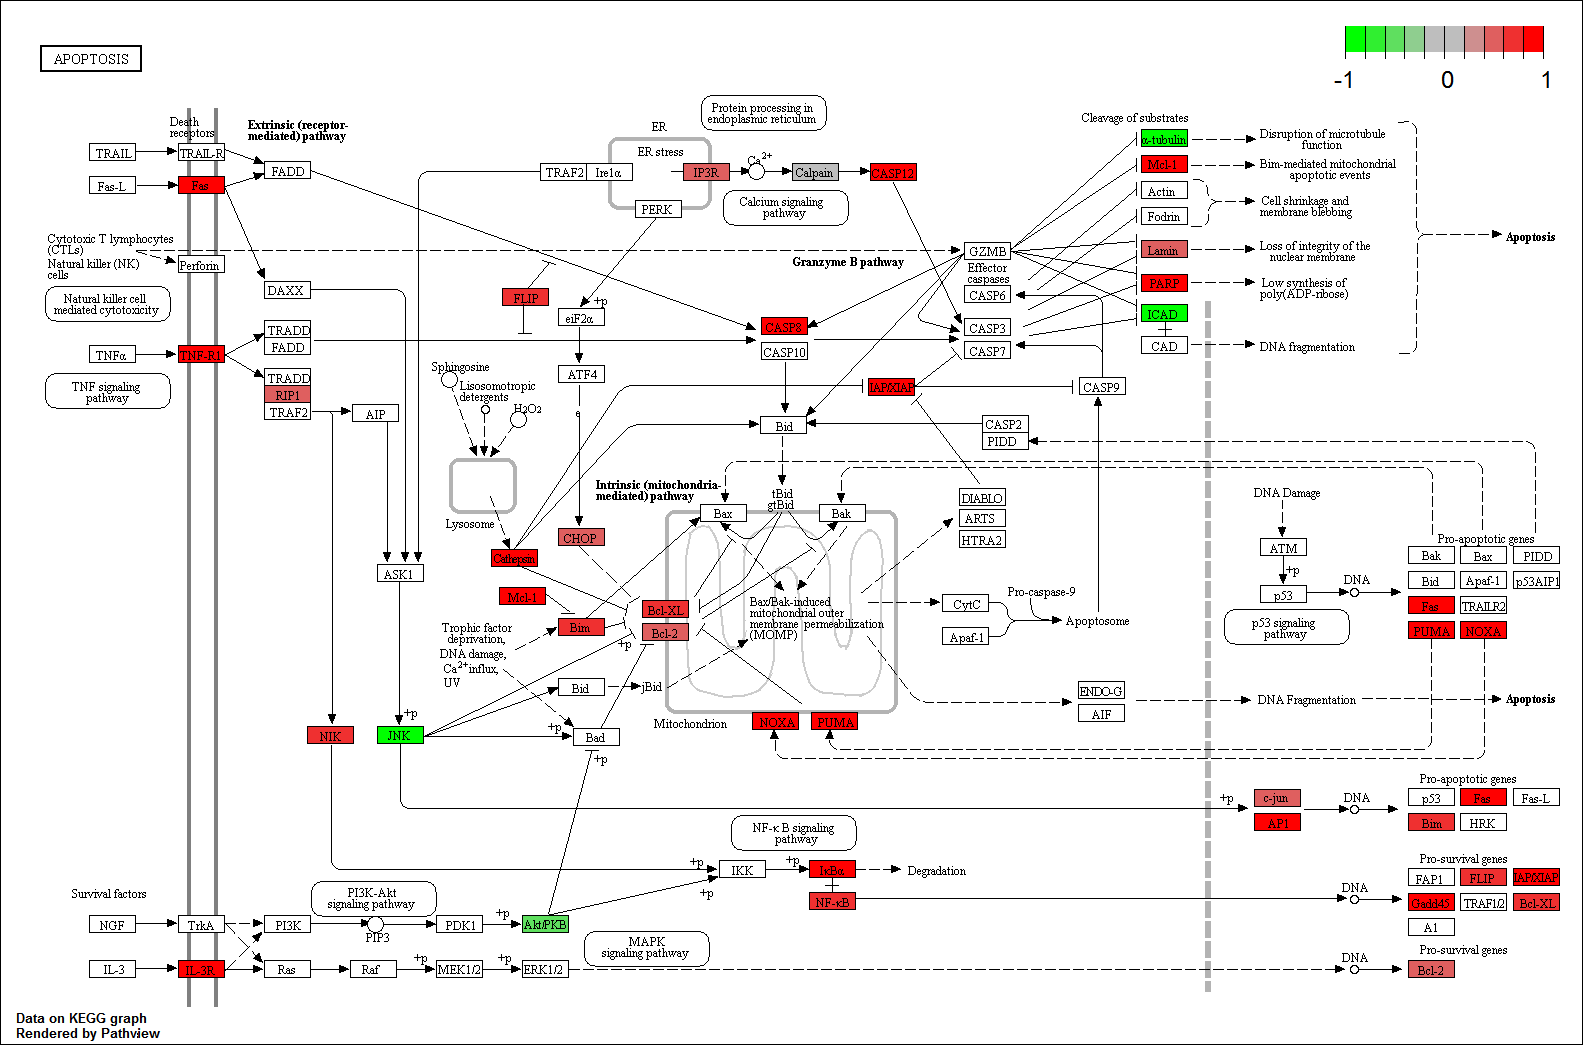 APOPTOSIS
-1
0
1
Death
receptors
Extrinsic (receptor-
mediated) pathway
TRAIL
TRAIL-R
FADD
Fas-L
Fas
Cytotoxic T lymphocytes
(CTLs)
Natural killer (NK)
cells
Perforin
DAXX
Natural killer cell
mediated cytotoxicity
TRADD
FADD
TNFα
TNF-R1
TRADD
RIP1
TRAF2
AIP
TNF signaling
pathway
ER
ER stress
TRAF2
Ire1α
PERK
IP3R
Protein processing in
endoplasmic reticulum
Ca2+
Calpain
CASP12
Calcium signaling
pathway
Granzyme B pathway
FLIP
+p
eIF2α
ATF4
e
CHOP
Sphingosine
Lisosomotropic
detergents
H2O2
Lysosome
Cathepsin
CASP8
CASP10
Bid
Intrinsic (mitochondria-
mediated) pathway
tBid
gtBid
Bax
Bak
GZMB
Effector
caspases
CASP6
CASP3
CASP7
IAP/XIAP
CASP9
CASP2
PIDD
DIABLO
ARTS
HTRA2
Cleavage of substrates
α-tubulin
Mcl-1
Actin
Fodrin
Lamin
PARP
ICAD
CAD
Disruption of microtubule
function
Bim-mediated mitochondrial
apoptotic events
Cell shrinkage and
membrane blebbing
Loss of integrity of the
nuclear membrane
Low synthesis of
poly(ADP-ribose)
DNA fragmentation
Apoptosis
ASK1
Mcl-1
Bim
Bcl-XL
Bcl-2
+p
Trophic factor
deprivation,
DNA damage,
Ca2+ influx,
UV
Bid
jBid
+p
Bad
+p
Bax/Bak-induced
mitochondrial outer
membrane permeabilization
(MOMP)
Mitochondrion
NOXA
PUMA
CytC
Apaf-1
Pro-caspase-9
Apoptosome
ENDO-G
AIF
DNA Fragmentation
Apoptosis
DNA Damage
ATM
+p
p53
DNA
p53 signaling
pathway
Pro-apoptotic genes
Bak
Bax
PIDD
Bid
Apaf-1
p53AIP1
Fas
TRAILR2
PUMA
NOXA
NIK
+p
JNK
+p
c-jun
AP1
DNA
Pro-apoptotic genes
p53
Fas
Fas-L
Bim
HRK
NF-κB signaling
pathway
+p
IKK
+p
+p
IκBα
Degradation
NF-κB
DNA
Pro-survival genes
FAP1
FLIP
IAP/XIAP
Gadd45
TRAF1/2
Bcl-XL
A1
Survival factors
PI3K-Akt
signaling pathway
NGF
TrkA
PI3K
PIP3
PDK1
+p
Akt/PKB
MAPK
signaling pathway
IL-3
IL-3R
Ras
Raf
+p
MEK1/2
+p
ERK1/2
DNA
Pro-survival genes
Bcl-2
Data on KEGG graph
Rendered by Pathview